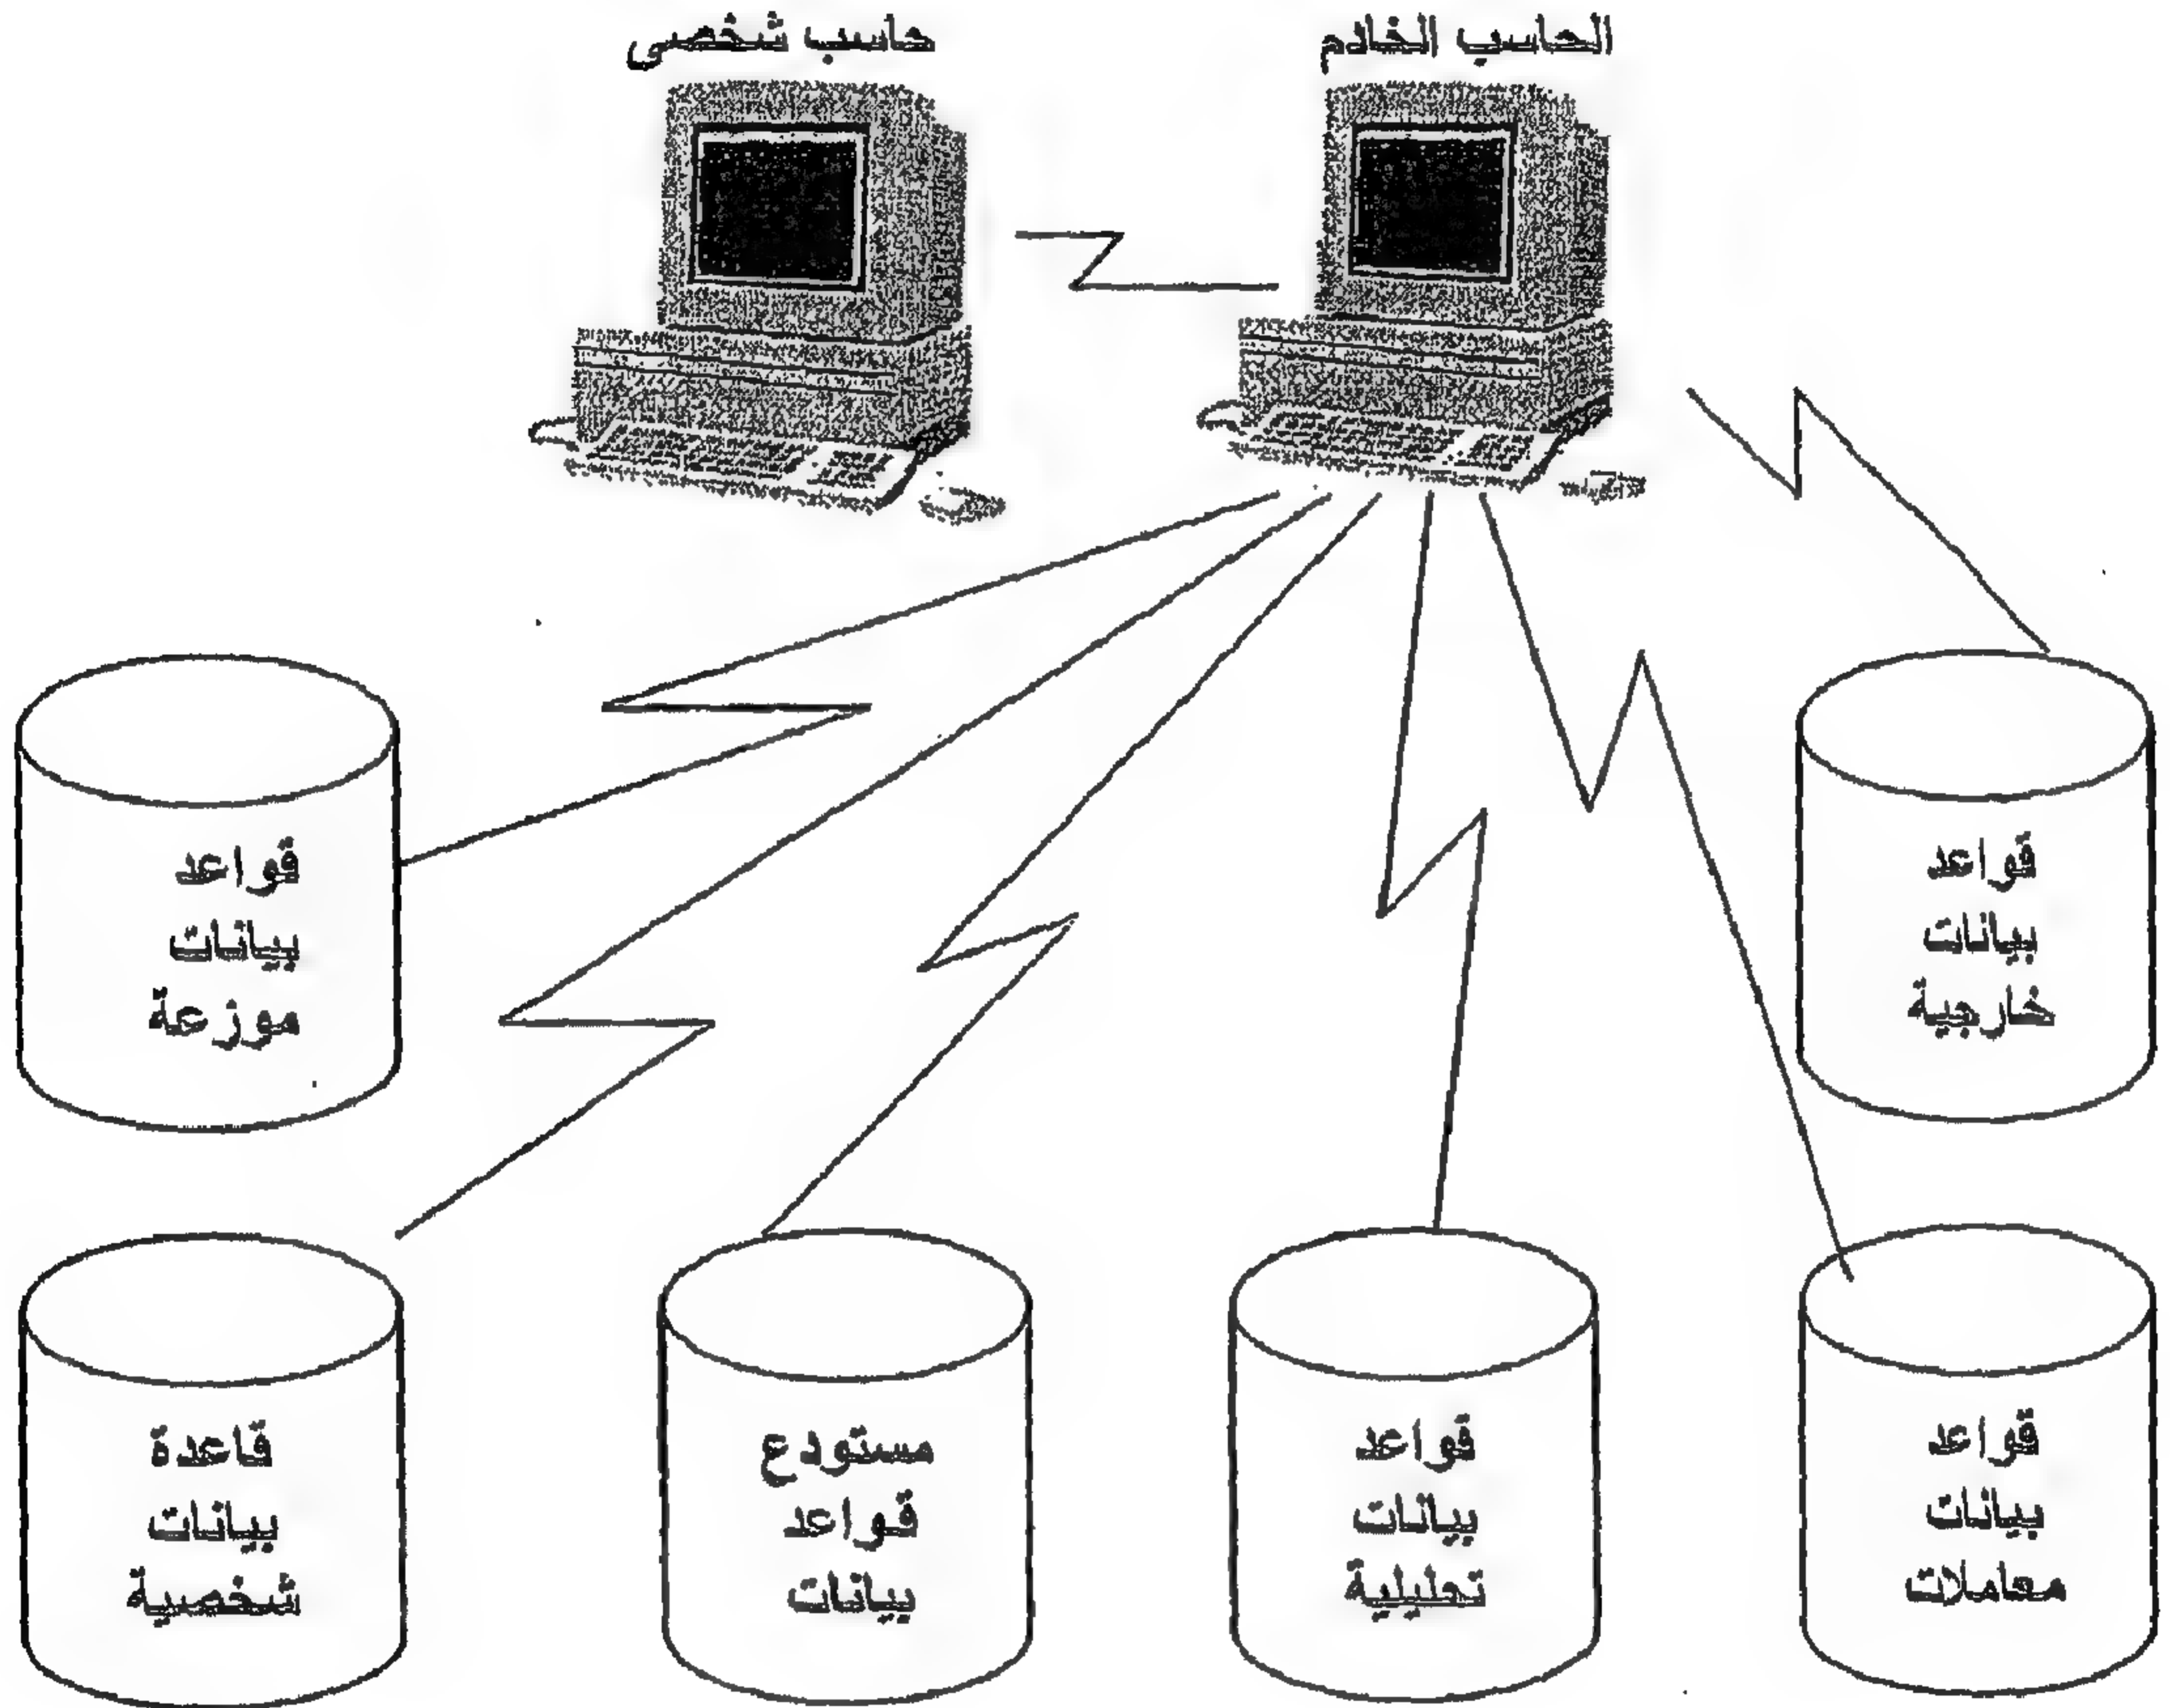 الحاسب الخادم
حاسب شخصى
قواعد
بيانات
خارجية
قواعد
بيانات
موزعة
قواعد
بيانات
معاملات
قواعد
بيانات
تحليلية
مستودع
قواعد
بيانات
قاعدة
بيانات
شخصية